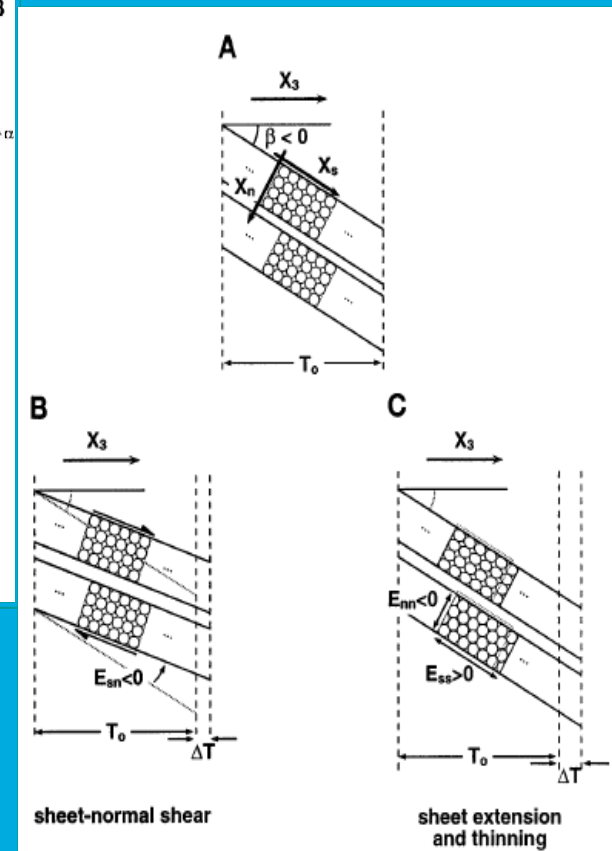 B
α
A
X₃
β < 0
Xₛ
Xₙ
...
...
...
...
Tₒ
B
C
X₃
X₃
...
...
...
...
...
...
Eₙₙ<0
Eₛₙ<0
Eₛₛ>0
...
Tₒ
ΔT
Tₒ
ΔT
sheet-normal shear
sheet extension
and thinning